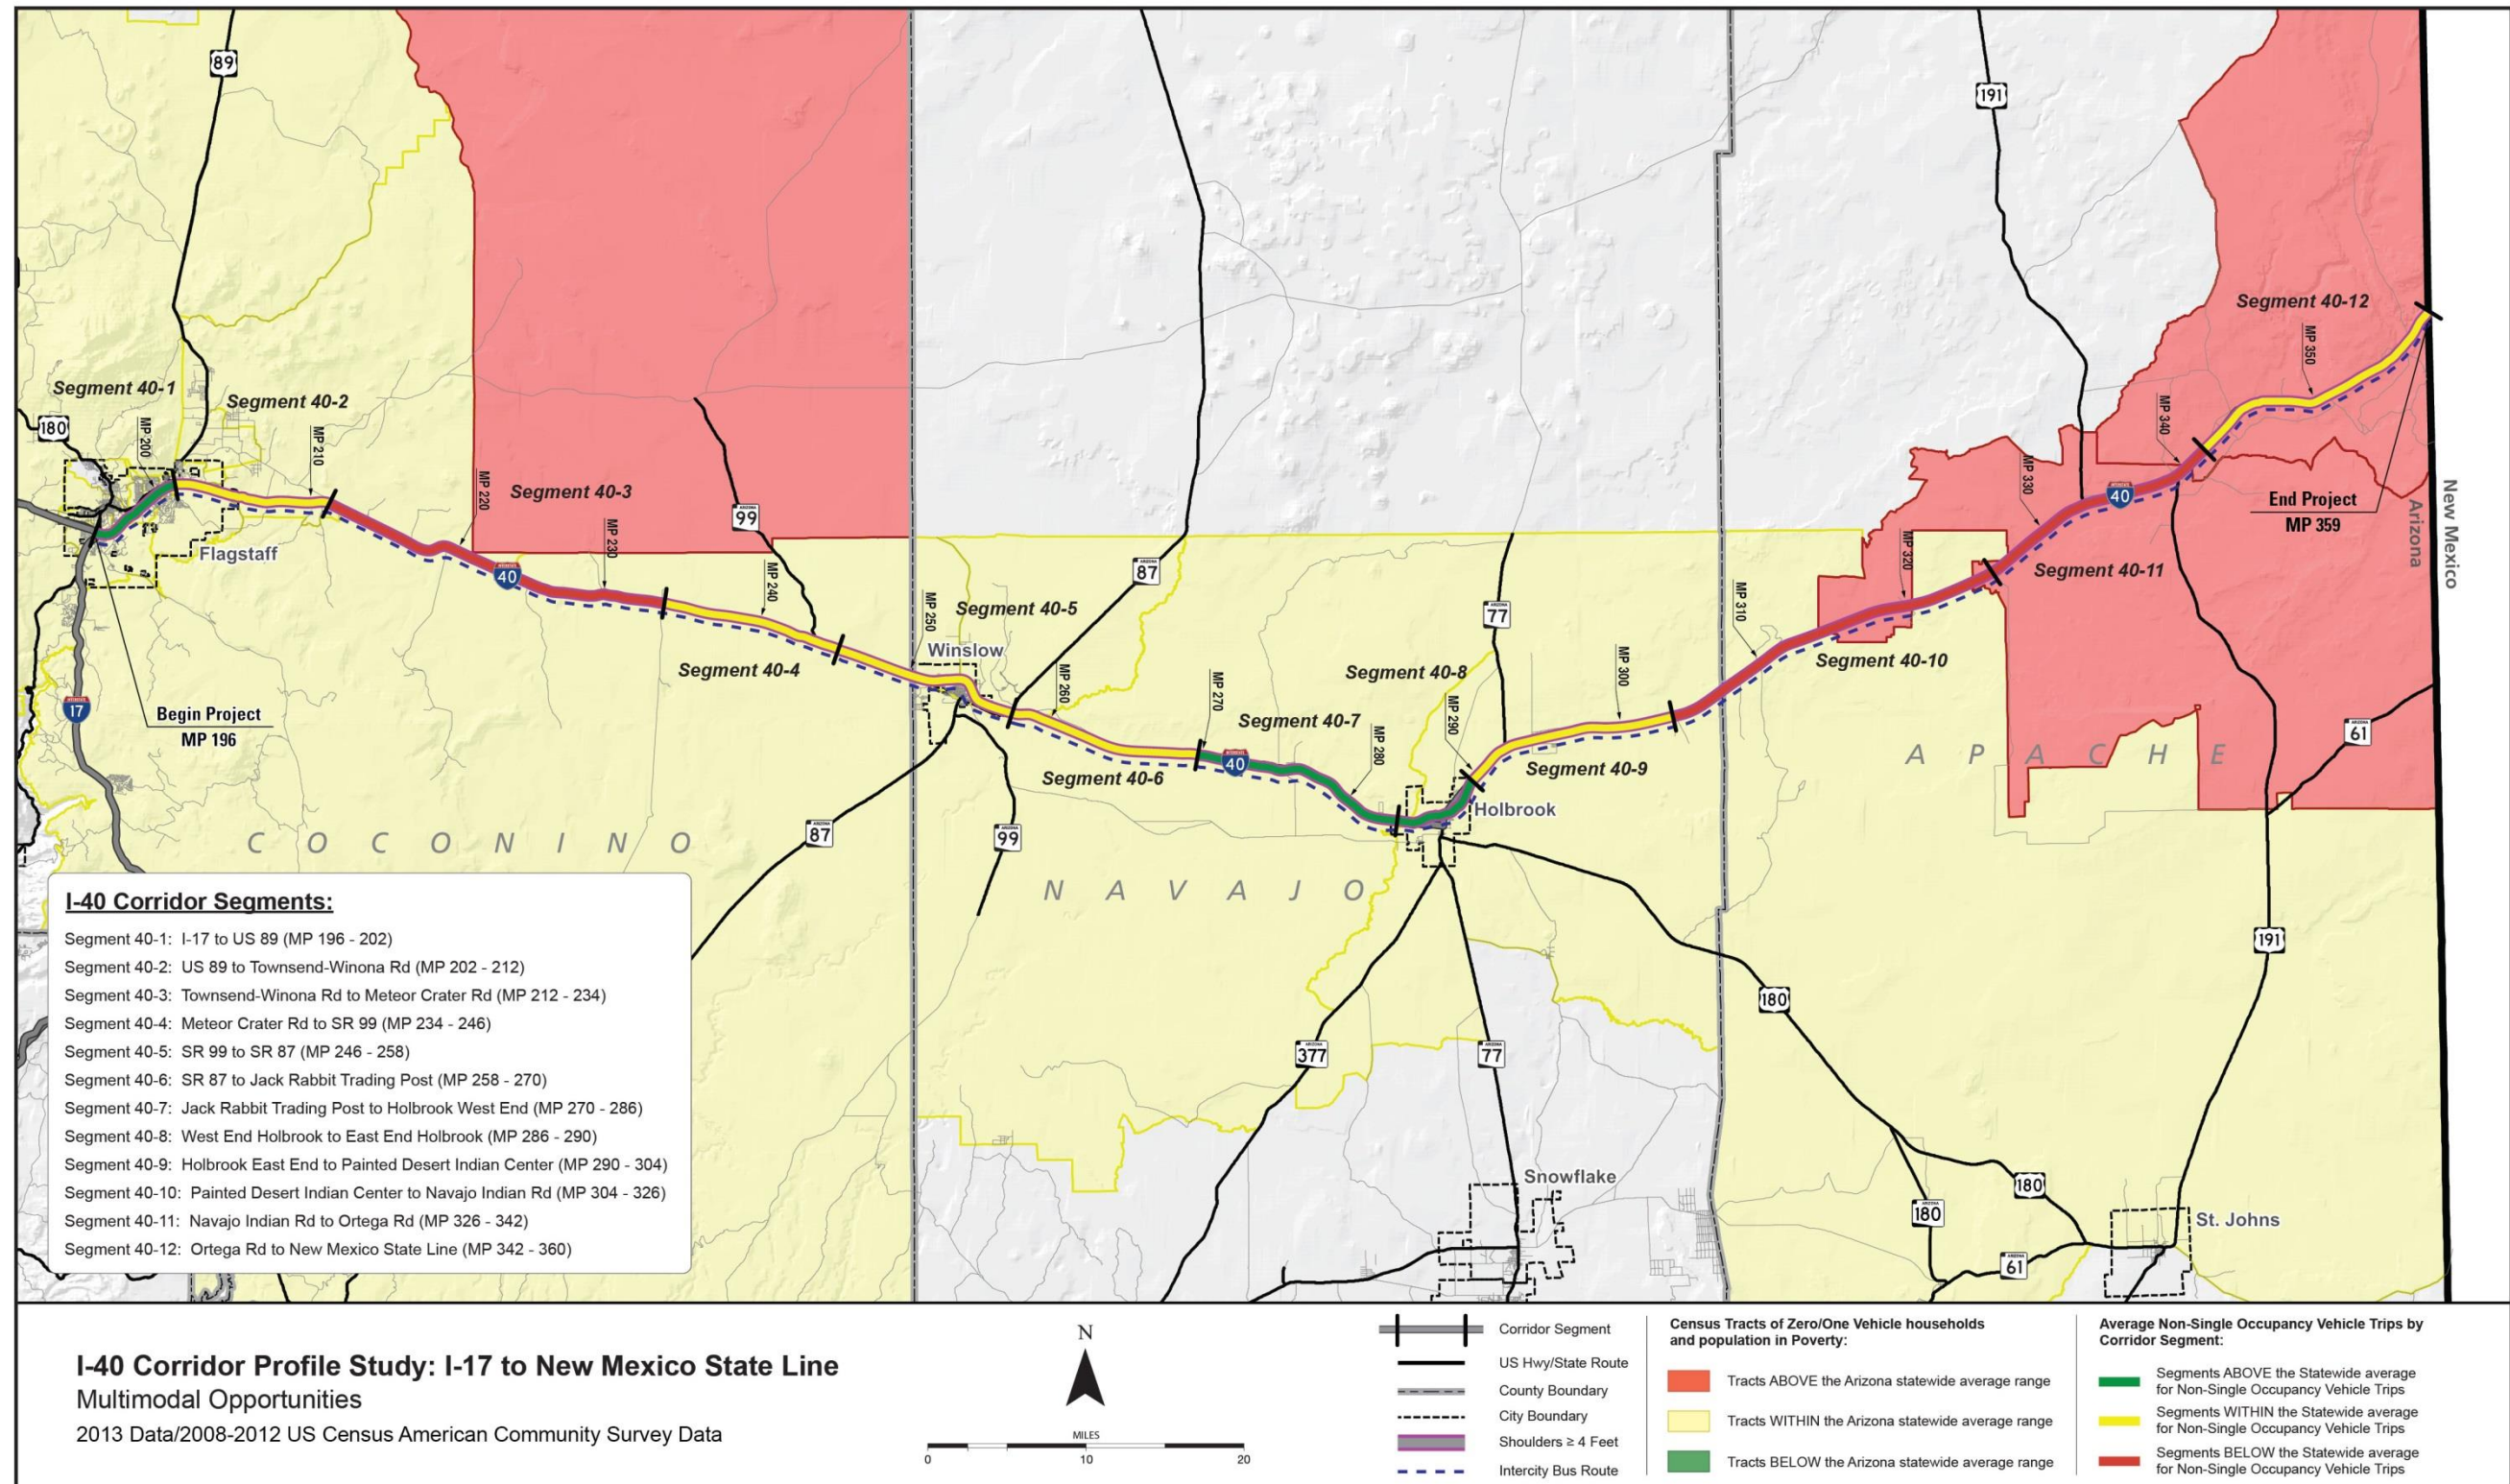 89
191
Segment 40-12
MP 350
Segment 40-1
Segment 40-2
180
MP 200
MP 210
MP 220
Segment 40-3
MP 230
99
MP 340
MP 330
40
End Project
MP 359
Arizona
New Mexico
Flagstaff
40
MP 240
87
MP 320
Segment 40-11
MP 250
Segment 40-5
77
MP 310
Winslow
Segment 40-4
MP 260
MP 270
Segment 40-8
MP 300
Segment 40-10
17
Begin Project
MP 196
Segment 40-7
MP 280
MP 290
40
Segment 40-6
Segment 40-9
61
APACHE
Holbrook
87
99
COCONINO
NAVAJO
191
180
377
77
Snowflake
180
180
61
St. Johns
I-40 Corridor Segments:
Segment 40-1: I-17 to US 89 (MP 196 - 202)
Segment 40-2: US 89 to Townsend-Winona Rd (MP 202 - 212)
Segment 40-3: Townsend-Winona Rd to Meteor Crater Rd (MP 212 - 234)
Segment 40-4: Meteor Crater Rd to SR 99 (MP 234 - 246)
Segment 40-5: SR 99 to SR 87 (MP 246 - 258)
Segment 40-6: SR 87 to Jack Rabbit Trading Post (MP 258 - 270)
Segment 40-7: Jack Rabbit Trading Post to Holbrook West End (MP 270 - 286)
Segment 40-8: West End Holbrook to East End Holbrook (MP 286 - 290)
Segment 40-9: Holbrook East End to Painted Desert Indian Center (MP 290 - 304)
Segment 40-10: Painted Desert Indian Center to Navajo Indian Rd (MP 304 - 326)
Segment 40-11: Navajo Indian Rd to Ortega Rd (MP 326 - 342)
Segment 40-12: Ortega Rd to New Mexico State Line (MP 342 - 360)
I-40 Corridor Profile Study: I-17 to New Mexico State Line
Multimodal Opportunities
2013 Data/2008-2012 US Census American Community Survey Data
N
MILES
0 10 20
Corridor Segment
US Hwy/State Route
County Boundary
City Boundary
Shoulders ≥ 4 Feet
Intercity Bus Route
Census Tracts of Zero/One Vehicle households
and population in Poverty:
Tracts ABOVE the Arizona statewide average range
Tracts WITHIN the Arizona statewide average range
Tracts BELOW the Arizona statewide average range
Average Non-Single Occupancy Vehicle Trips by
Corridor Segment:
Segments ABOVE the Statewide average
for Non-Single Occupancy Vehicle Trips
Segments WITHIN the Statewide average
for Non-Single Occupancy Vehicle Trips
Segments BELOW the Statewide average
for Non-Single Occupancy Vehicle Trips